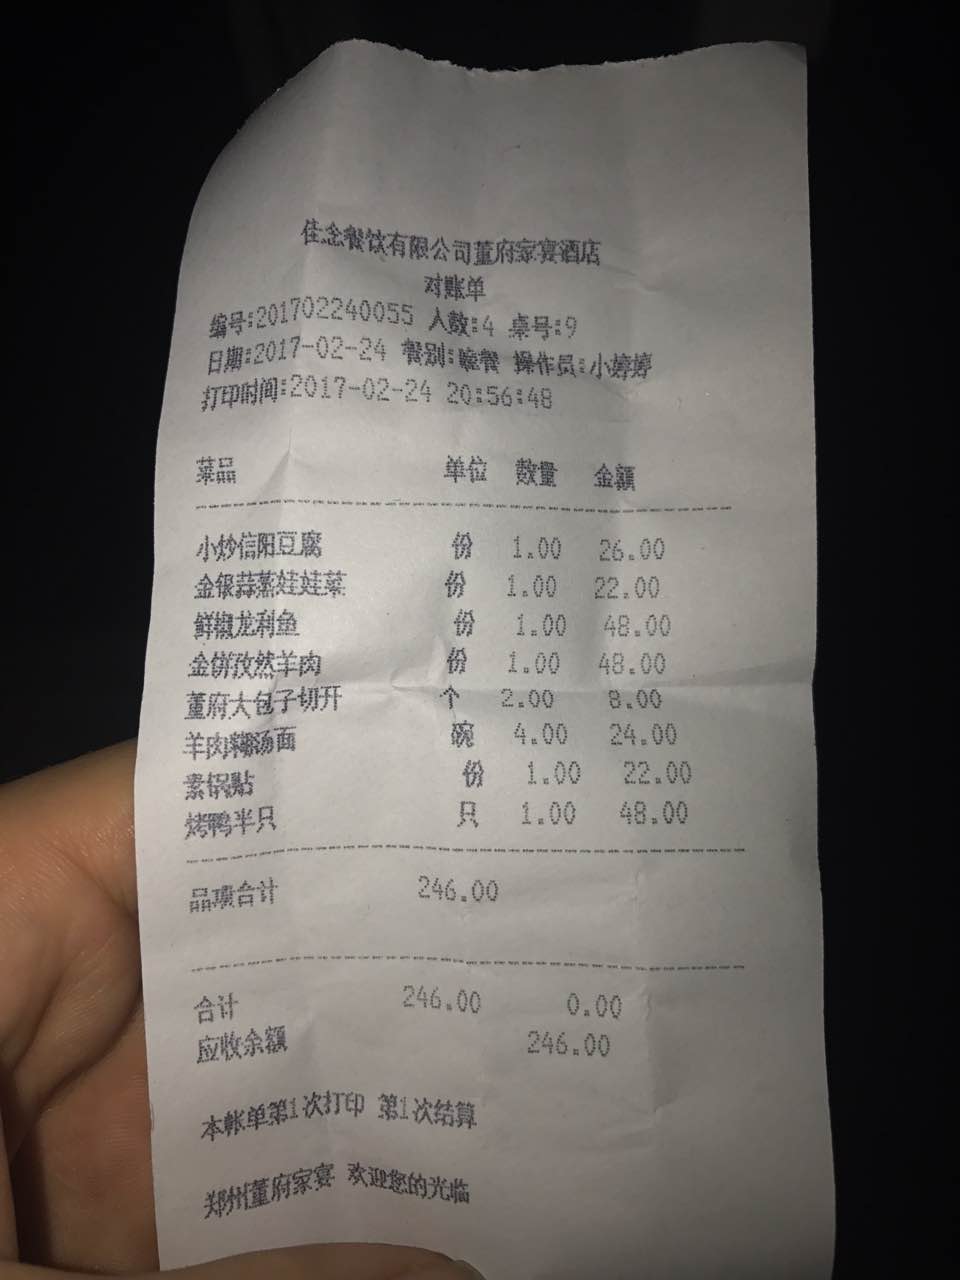 佳念餐饮有限公司董府家宴酒店
对账单
编号:201702240055 人数:4 桌号:9
日期:2017-02-24 餐别:晚餐 操作员:小婷婷
打印时间:2017-02-24 20:56:48
菜品 单位 数量 金额
小炒信阳豆腐 份 1.00 26.00
金银蒜蒸娃娃菜 份 1.00 22.00
鲜椒龙利鱼 份 1.00 48.00
金饼孜然羊肉 份 1.00 48.00
董府大包子切开 个 2.00 8.00
羊肉糊汤面 碗 4.00 24.00
素锅贴 份 1.00 22.00
烤鸭半只 只 1.00 48.00
品项合计 246.00
合计 246.00 0.00
应收余额 246.00
本帐单第1次打印 第1次结算
郑州董府家宴 欢迎您的光临